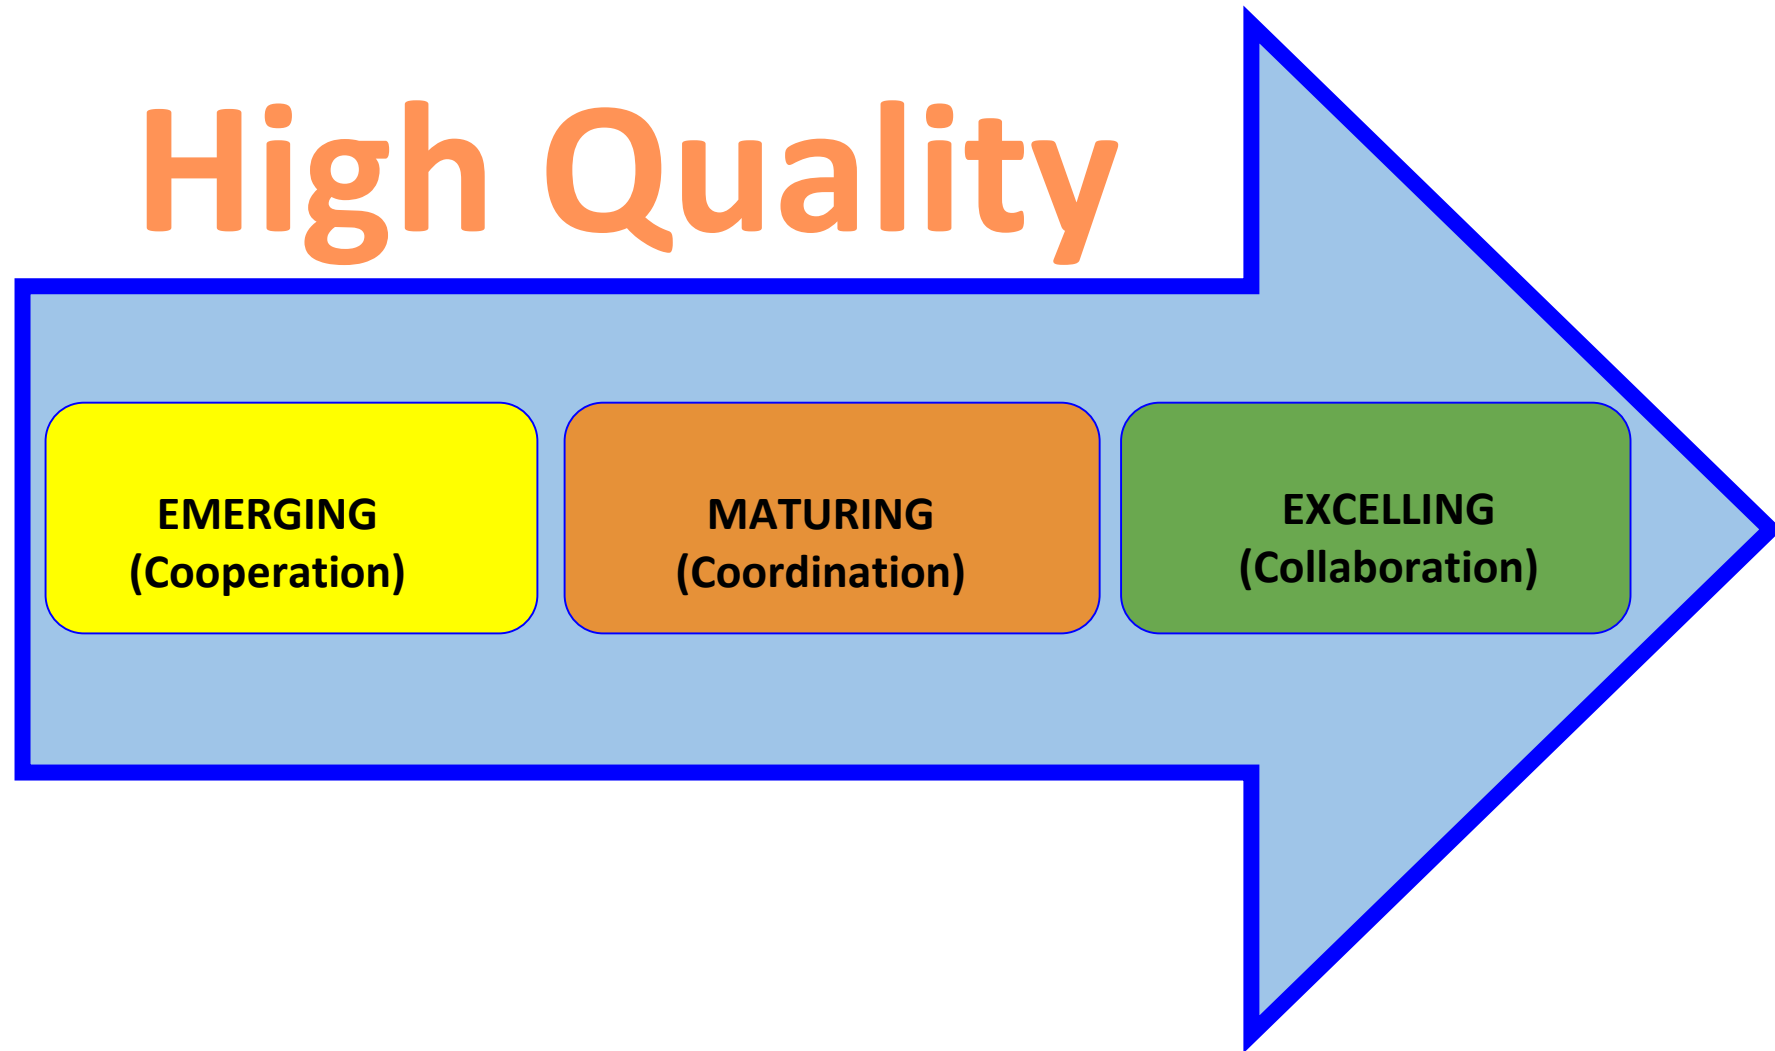 High Quality
EMERGING
(Cooperation)
MATURING
(Coordination)
EXCELLING
(Collaboration)